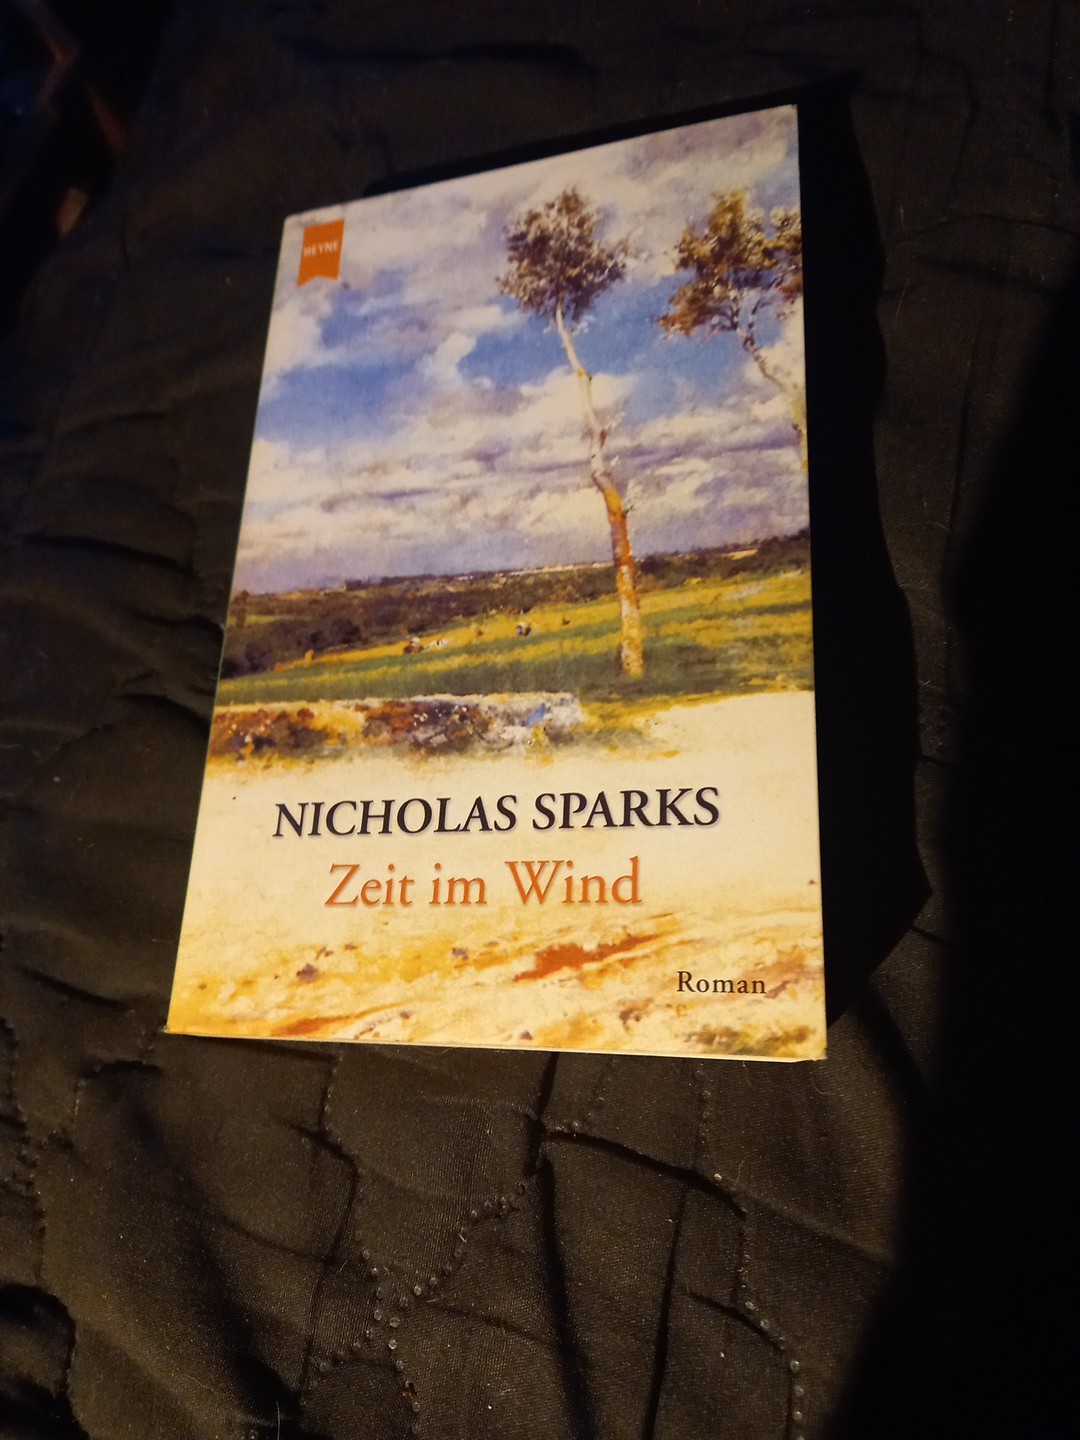 HEYNE
NICHOLAS SPARKS
Zeit im Wind
Roman